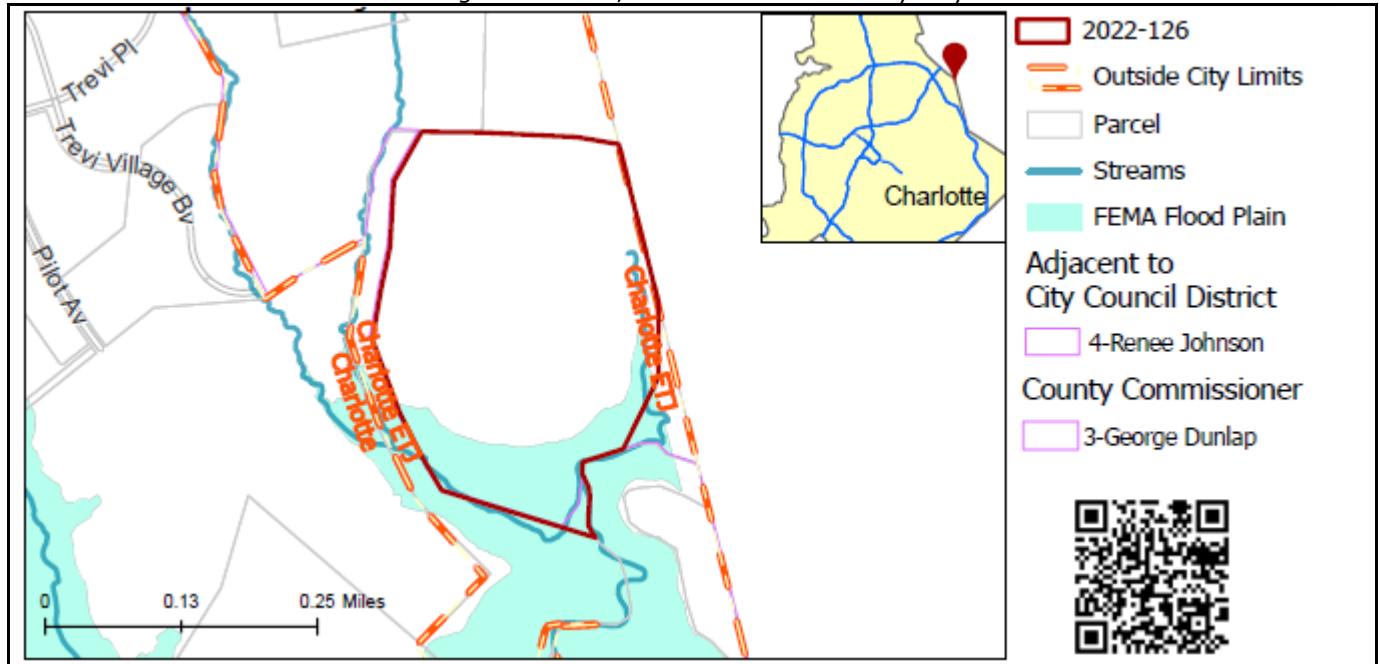 Trevi Pl
Trevi Village Bv
Pilot Av
Charlotte ETJ
Charlotte
Charlotte ETJ
0 0.13 0.25 Miles
Charlotte
2022-126
Outside City Limits
Parcel
Streams
FEMA Flood Plain
Adjacent to
City Council District
4-Renee Johnson
County Commissioner
3-George Dunlap